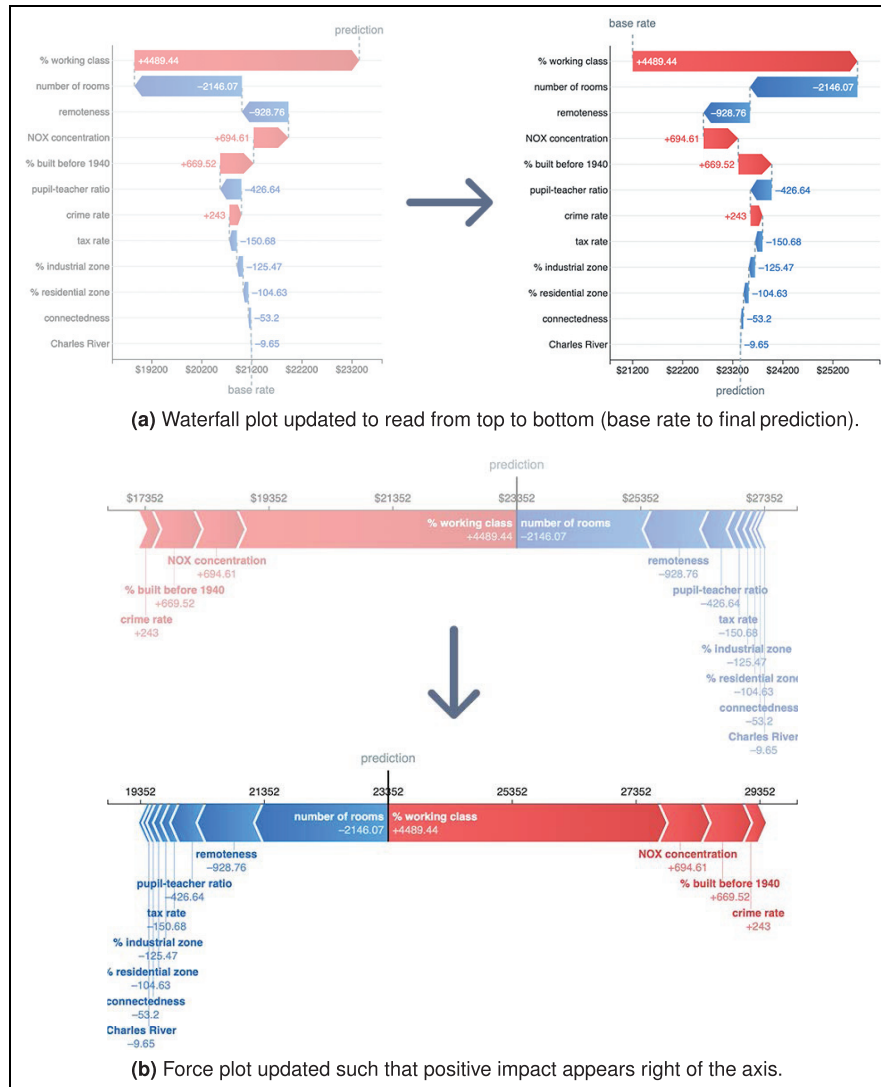 prediction
% working class
+4489.44
number of rooms
−2146.07
remoteness
−928.76
NOX concentration
+694.61
% built before 1940
+669.52
pupil-teacher ratio
−426.64
crime rate
+243
tax rate
−150.68
% industrial zone
−125.47
% residential zone
−104.63
connectedness
−53.2
Charles River
−9.65
$19200 $20200 $21200 $22200 $23200
base rate
base rate
% working class
+4489.44
number of rooms
−2146.07
remoteness
−928.76
NOX concentration
+694.61
% built before 1940
+669.52
pupil-teacher ratio
−426.64
crime rate
+243
tax rate
−150.68
% industrial zone
−125.47
% residential zone
−104.63
connectedness
−53.2
Charles River
−9.65
$21200 $22200 $23200 $24200 $25200
prediction
(a) Waterfall plot updated to read from top to bottom (base rate to final prediction).
prediction
$17352 $19352 $21352 $23352 $25352 $27352
% working class
+4489.44
number of rooms
−2146.07
NOX concentration
+694.61
% built before 1940
+669.52
crime rate
+243
remoteness
−928.76
pupil-teacher ratio
−426.64
tax rate
−150.68
% industrial zone
−125.47
% residential zone
−104.63
connectedness
−53.2
Charles River
−9.65
prediction
19352 21352 23352 25352 27352 29352
number of rooms
−2146.07
% working class
+4489.44
remoteness
−928.76
pupil-teacher ratio
−426.64
tax rate
−150.68
% industrial zone
−125.47
% residential zone
−104.63
connectedness
−53.2
Charles River
−9.65
NOX concentration
+694.61
% built before 1940
+669.52
crime rate
+243
(b) Force plot updated such that positive impact appears right of the axis.